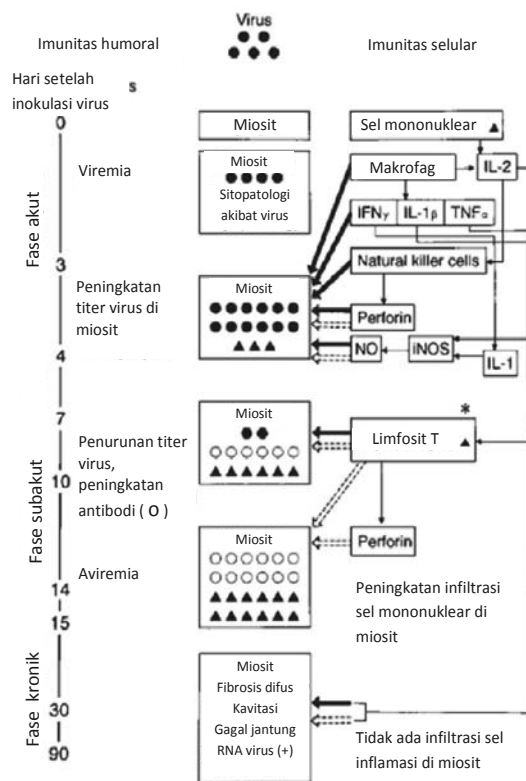 Virus
Imunitas humoral
Imunitas selular
Hari setelah
inokulasi virus
s
0
Miosit
Sel mononuklear
Viremia
Miosit
Sitopatologi
akibat virus
Makrofag
IL-2
IFNγ
IL-1β
TNFα
Fase akut
3
Natural killer cells
Peningkatan
titer virus di
miosit
Miosit
Perforin
4
NO
iNOS
IL-1
7
Miosit
*
Limfosit T
Penurunan titer
virus,
peningkatan
antibodi ( O )
10
Fase subakut
Miosit
Perforin
Aviremia
14
15
Peningkatan infiltrasi
sel mononuklear di
miosit
Fase kronik
Miosit
Fibrosis difus
Kavitasi
Gagal jantung
RNA virus (+)
30
90
Tidak ada infiltrasi sel
inflamasi di miosit